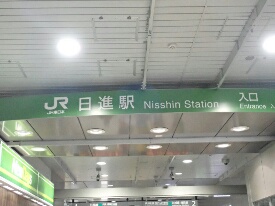 JR 日進駅 Nisshin Station 入口
Entrance